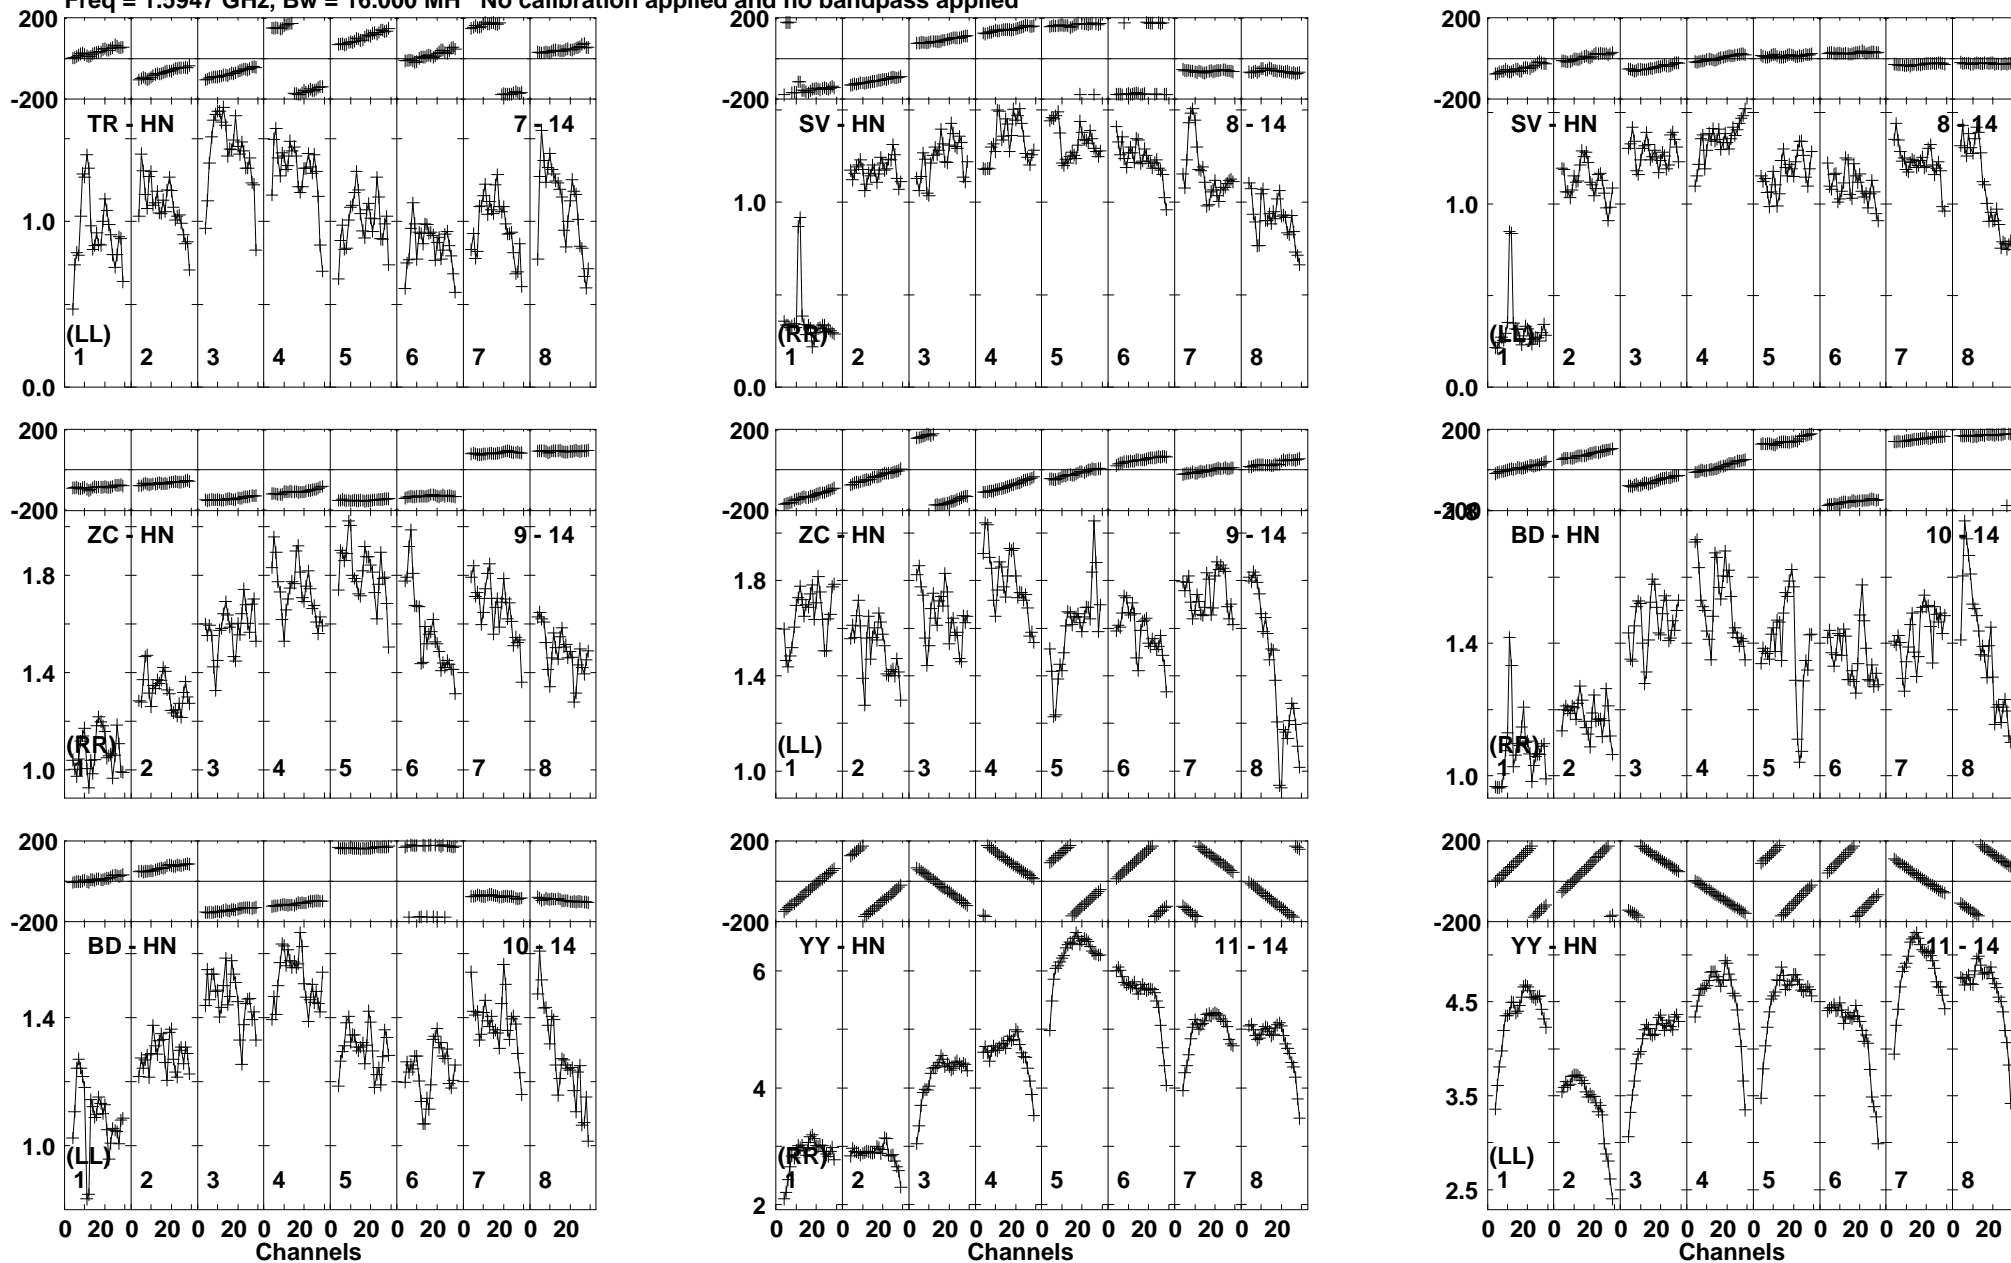 Freq = 1.5947 GHz, Bw = 16.000 MH No calibration applied and no bandpass applied
200 200 200
-200 -200 -200
TR - HN 7 - 14 SV - HN 8 - 14 SV - HN 8 - 14
1.0 1.0 1.0
(LL) (RR) (LL)
1 2 3 4 5 6 7 8 1 2 3 4 5 6 7 8 1 2 3 4 5 6 7 8
0.0 0.0 0.0
200 200 200
-200 -200 -200
1.8
ZC - HN 9 - 14 ZC - HN 9 - 14 BD - HN 10 - 14
1.8 1.8
1.4 1.4 1.4
(RR) (LL) (RR)
1 2 3 4 5 6 7 8 1 2 3 4 5 6 7 8 1 2 3 4 5 6 7 8
1.0 1.0 1.0
200 200 200
-200 -200 -200
BD - HN 10 - 14 YY - HN 11 - 14 YY - HN 11 - 14
6
1.4 4.5
4
3.5
1.0
(LL) (RR) (LL)
1 2 3 4 5 6 7 8 1 2 3 4 5 6 7 8 1 2 3 4 5 6 7 8
2 2.5
0 20 0 20 0 20 0 20 0 20 0 20 0 20 0 20 0 20 0 20 0 20 0 20 0 20 0 20 0 20 0 20 0 20 0 20 0 20 0 20 0 20 0 20 0 20 0 20
Channels Channels Channels